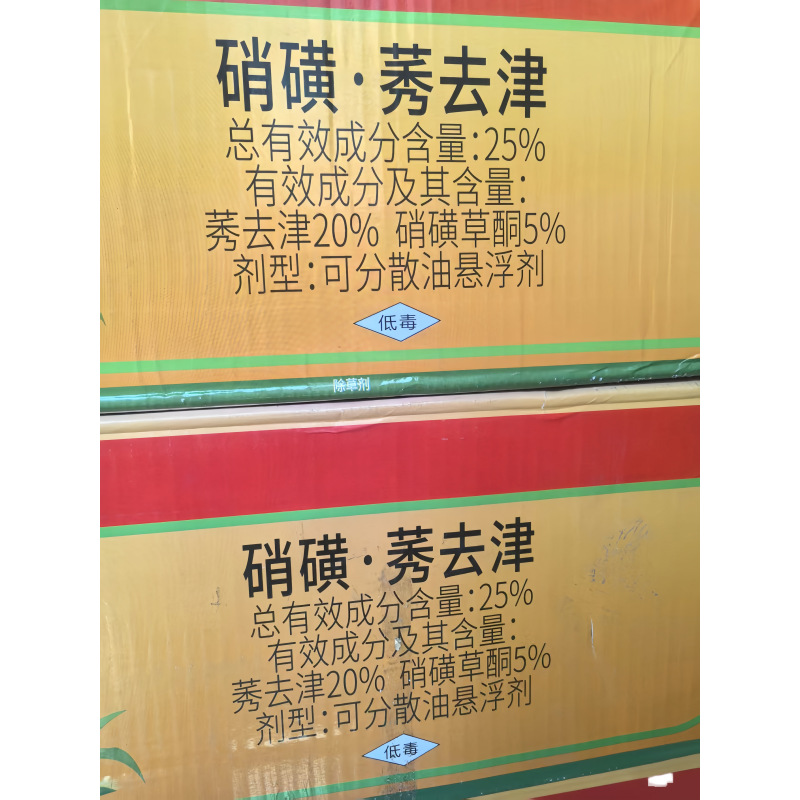 硝磺·莠去津
总有效成分含量:25%
有效成分及其含量:
莠去津20% 硝磺草酮5%
剂型:可分散油悬浮剂
低毒
除草剂
硝磺·莠去津
总有效成分含量:25%
有效成分及其含量:
莠去津20% 硝磺草酮5%
剂型:可分散油悬浮剂
低毒